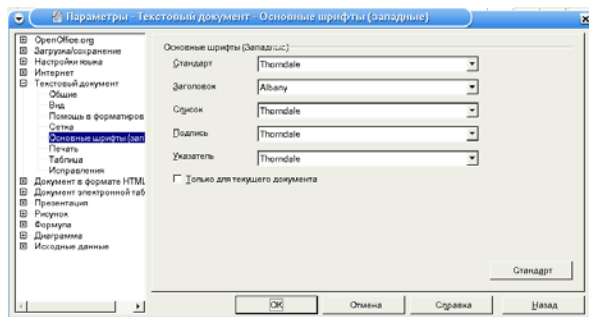 Параметры - Текстовый документ - Основные шрифты (западные)
OpenOffice.org
Загрузка/сохранение
Настройки языка
Интернет
Текстовый документ
Общие
Вид
Помощь в форматиров
Сетка
Основные шрифты (зап
Печать
Таблица
Исправления
Документ в формате HTML
Документ электронной таб
Презентация
Рисунок
Формула
Диаграмма
Исходные данные
Основные шрифты (Западные)
Стандарт Thorndale
Заголовок Albany
Список Thorndale
Подпись Thorndale
Указатель Thorndale
Только для текущего документа
Стандарт
OK Отмена Справка Назад